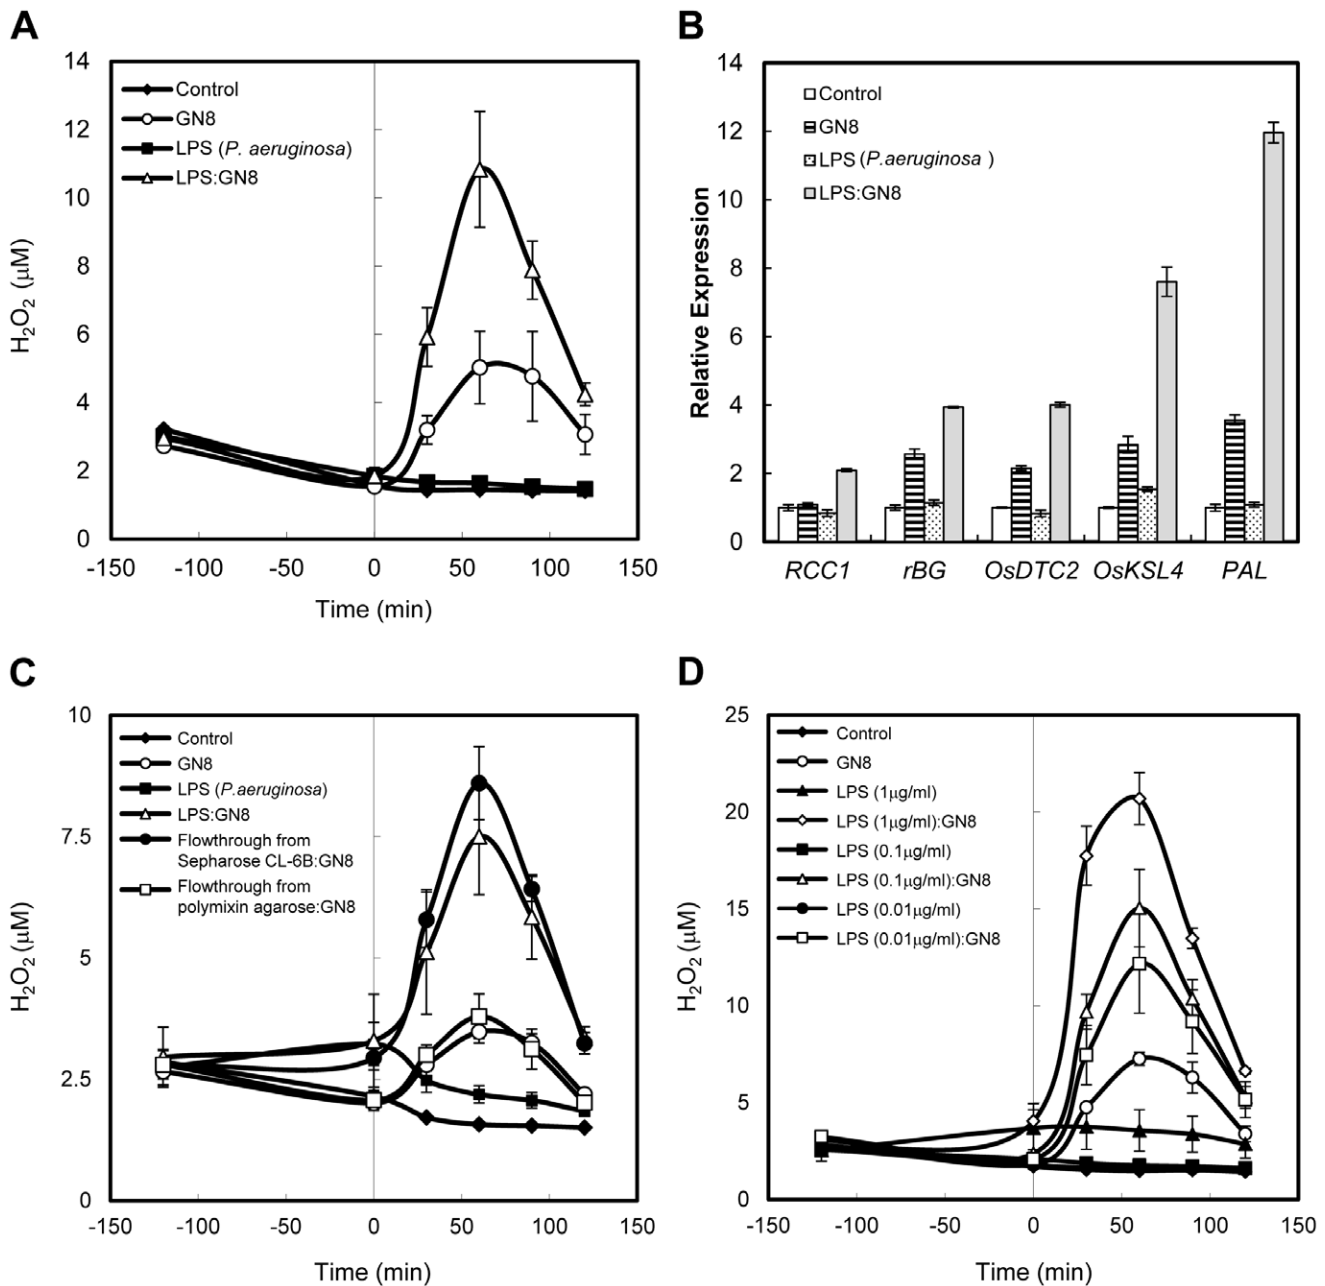 A
14
12
10
8
6
4
2
0
H2O2 (μM)
Control
GN8
LPS (P. aeruginosa)
LPS:GN8
-150 -100 -50 0 50 100 150
Time (min)
B
14
12
10
8
6
4
2
0
Relative Expression
Control
GN8
LPS (P.aeruginosa )
LPS:GN8
RCC1 rBG OsDTC2 OsKSL4 PAL
C
10
7.5
5
2.5
0
H2O2 (μM)
Control
GN8
LPS (P.aeruginosa)
LPS:GN8
Flowthrough from
Sepharose CL-6B:GN8
Flowthrough from
polymixin agarose:GN8
-150 -100 -50 0 50 100 150
Time (min)
D
25
20
15
10
5
0
H2O2 (μM)
Control
GN8
LPS (1μg/ml)
LPS (1μg/ml):GN8
LPS (0.1μg/ml)
LPS (0.1μg/ml):GN8
LPS (0.01μg/ml)
LPS (0.01μg/ml):GN8
-150 -100 -50 0 50 100 150
Time (min)